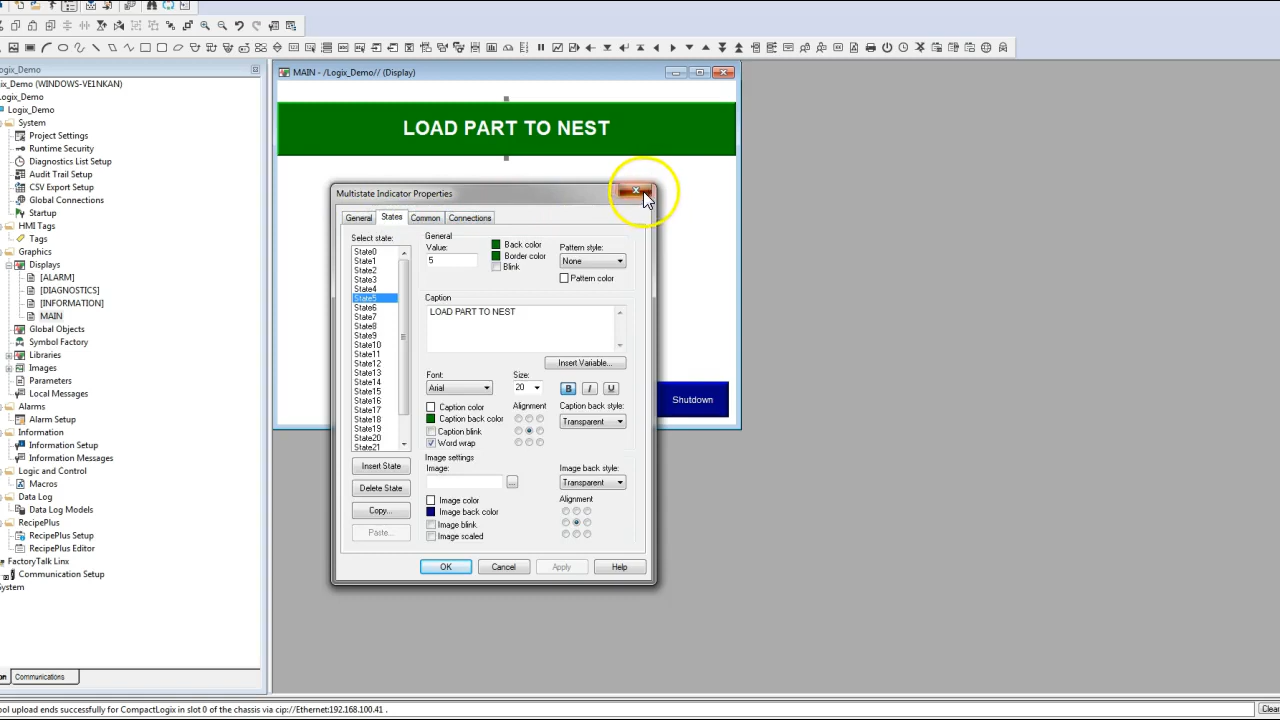 _Demo
MAIN - /Logix_Demo// (Display)
ix_Demo (WINDOWS-VE1NKAN)
Logix_Demo
Logix_Demo
System
Project Settings
Runtime Security
Diagnostics List Setup
Audit Trail Setup
CSV Export Setup
Global Connections
Startup
HMI Tags
Tags
Graphics
Displays
[ALARM]
[DIAGNOSTICS]
[INFORMATION]
MAIN
Global Objects
Symbol Factory
Libraries
Images
Parameters
Local Messages
Alarms
Alarm Setup
Information
Information Setup
Information Messages
Logic and Control
Macros
Data Log
Data Log Models
RecipePlus
RecipePlus Setup
RecipePlus Editor
FactoryTalk Linx
Communication Setup
System
on
Communications
LOAD PART TO NEST
Shutdown
Multistate Indicator Properties
General States Common Connections
Select state:
State0
State1
State2
State3
State4
State5
State6
State7
State8
State9
State10
State11
State12
State13
State14
State15
State16
State17
State18
State19
State20
State21
Insert State
Delete State
Copy...
Paste...
General
Value:
5
Back color
Border color
Blink
Pattern style:
None
Pattern color
Caption
LOAD PART TO NEST
Insert Variable...
Font:
Arial
Size:
20
B I U
Caption color
Caption back color
Caption blink
Word wrap
Alignment
Caption back style:
Transparent
Image settings
Image:
...
Image back style:
Transparent
Image color
Image back color
Image blink
Image scaled
Alignment
OK Cancel Apply Help
ool upload ends successfully for CompactLogix in slot 0 of the chassis via cip://Ethernet:192.168.100.41 .
Clear